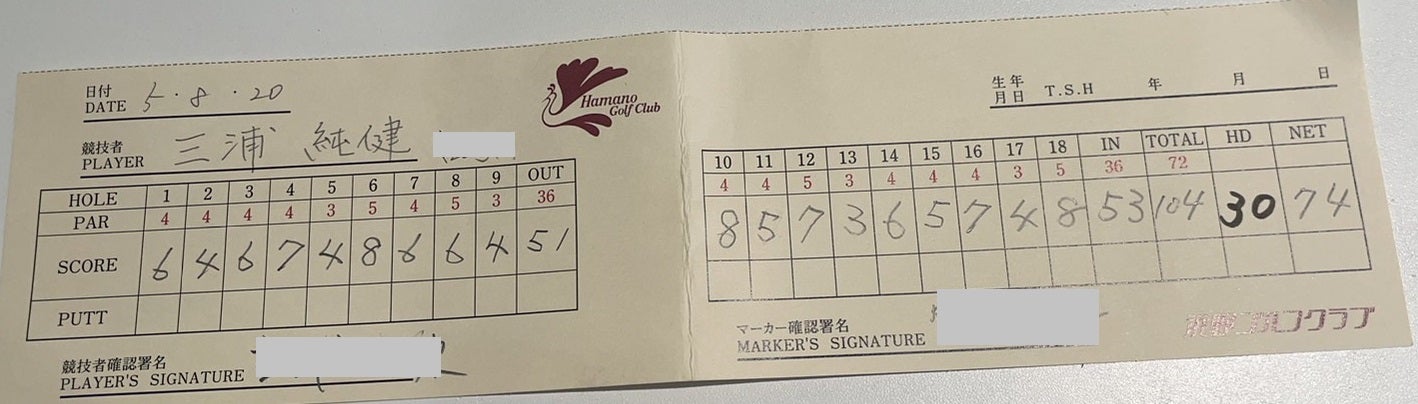 日付
DATE 5・8・20
Hamano
Golf Club
競技者
PLAYER 三浦 純健
HOLE 1 2 3 4 5 6 7 8 9 OUT
PAR 4 4 4 4 3 5 4 5 3 36
SCORE 6 4 6 7 4 8 6 6 4 51
PUTT
競技者確認署名
PLAYER'S SIGNATURE
生年
月日 T.S.H 年 月 日
10 11 12 13 14 15 16 17 18 IN TOTAL HD NET
4 4 5 3 4 4 4 3 5 36 72
8 5 7 3 6 5 7 4 8 53 104 30 74
マーカー確認署名
MARKER'S SIGNATURE
ゴルフクラブ